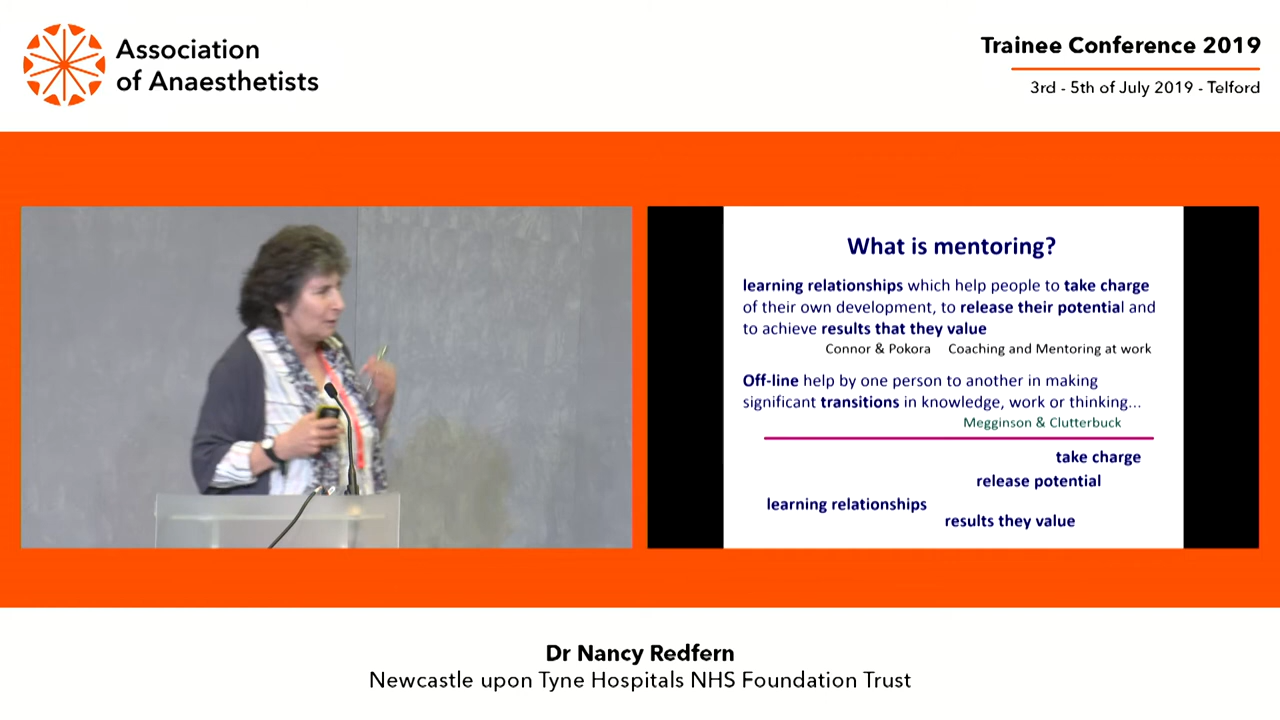 Association
of Anaesthetists
Trainee Conference 2019
3rd - 5th of July 2019 - Telford
What is mentoring?
learning relationships which help people to take charge
of their own development, to release their potential and
to achieve results that they value
Connor & Pokora Coaching and Mentoring at work
Off-line help by one person to another in making
significant transitions in knowledge, work or thinking...
Megginson & Clutterbuck
take charge
release potential
learning relationships
results they value
Dr Nancy Redfern
Newcastle upon Tyne Hospitals NHS Foundation Trust